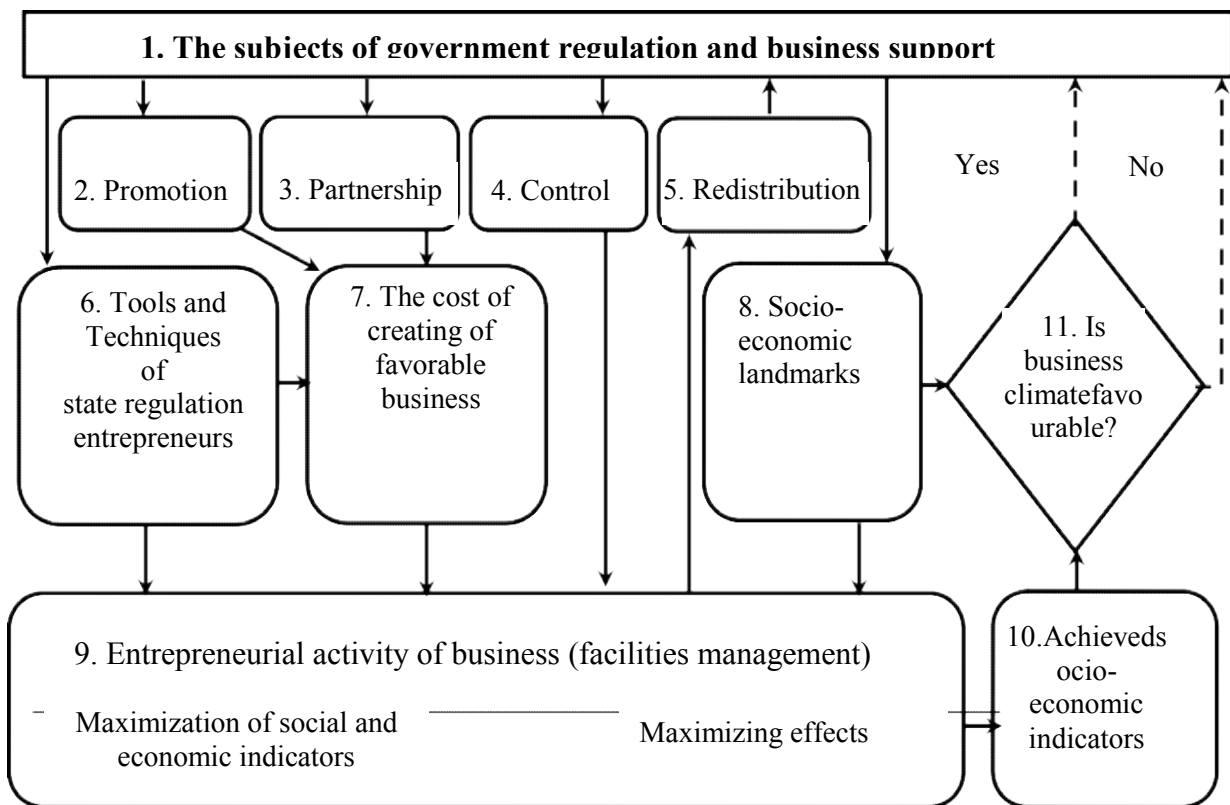 1. The subjects of government regulation and business support
2. Promotion
3. Partnership
4. Control
5. Redistribution
Yes
No
6. Tools and
Techniques
of
state regulation
entrepreneurs
7. The cost of
creating of
favorable
business
8. Socio-
economic
landmarks
11. Is
business
climatefavo
urable?
9. Entrepreneurial activity of business (facilities management)
Maximization of social and
economic indicators
Maximizing effects
10.Achieveds
ocio-
economic
indicators